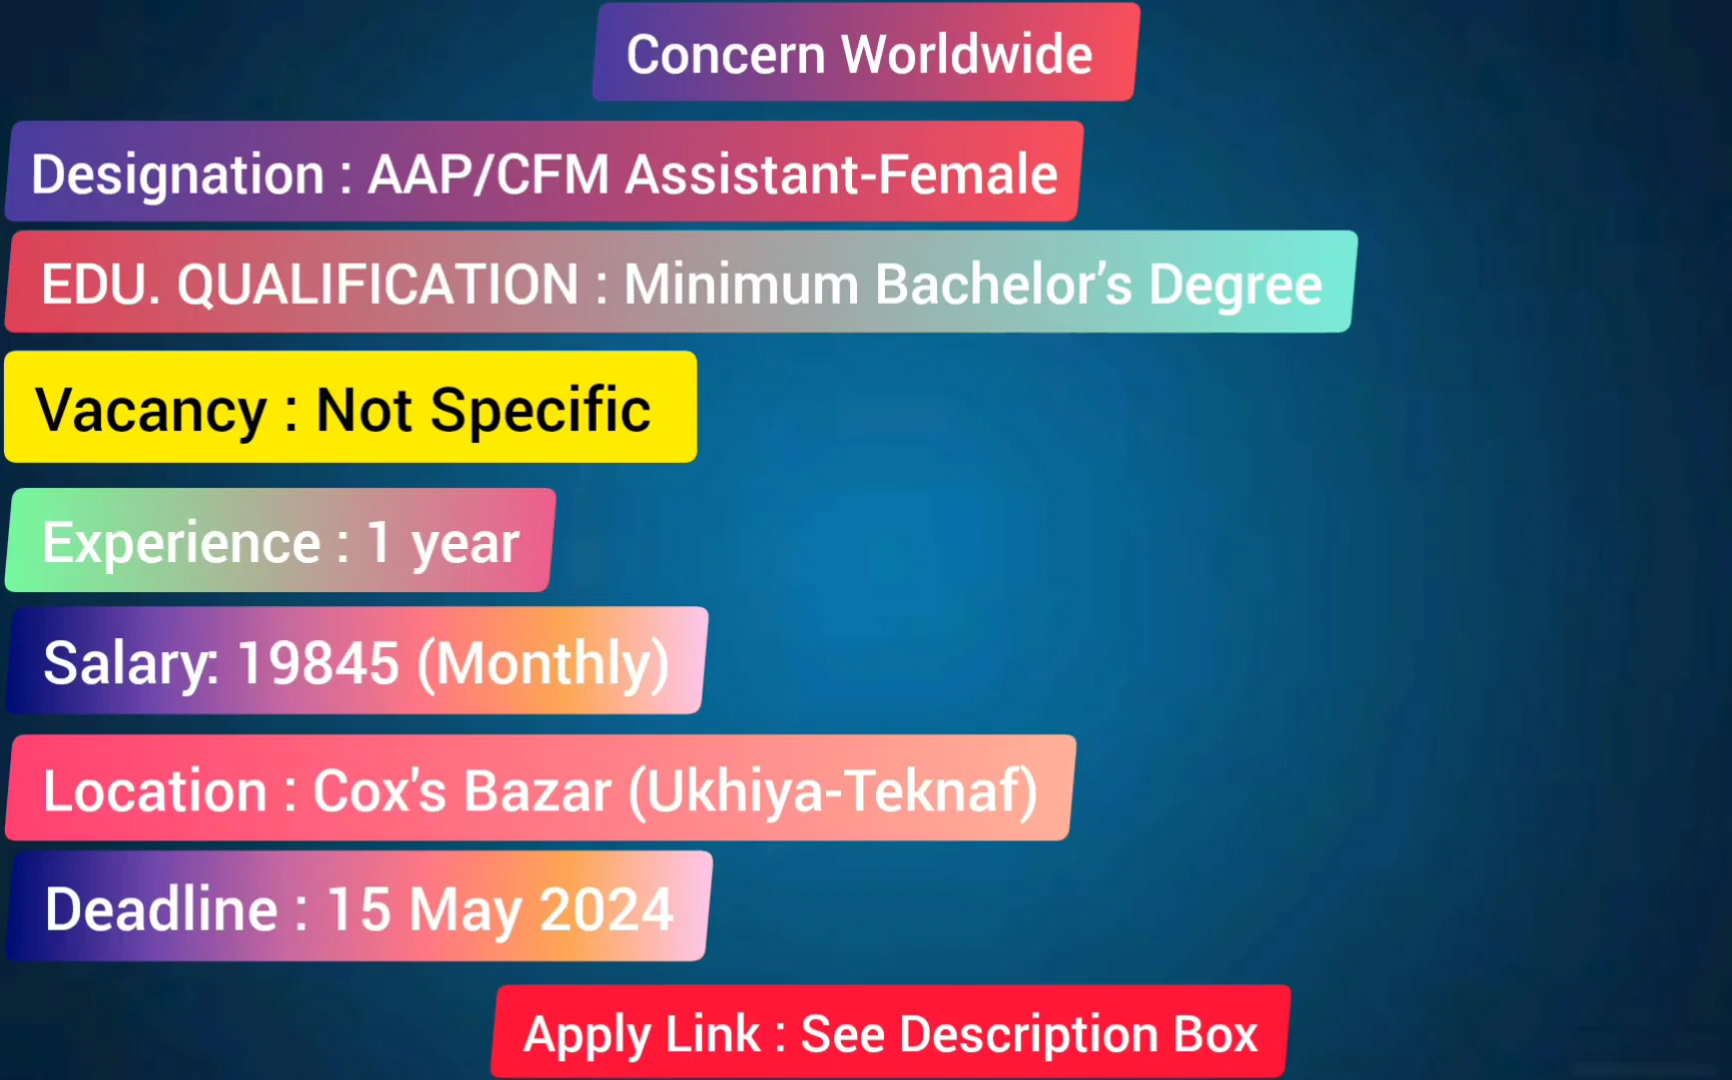 Concern Worldwide
Designation : AAP/CFM Assistant-Female
EDU. QUALIFICATION : Minimum Bachelor’s Degree
Vacancy : Not Specific
Experience : 1 year
Salary: 19845 (Monthly)
Location : Cox's Bazar (Ukhiya-Teknaf)
Deadline : 15 May 2024
Apply Link : See Description Box